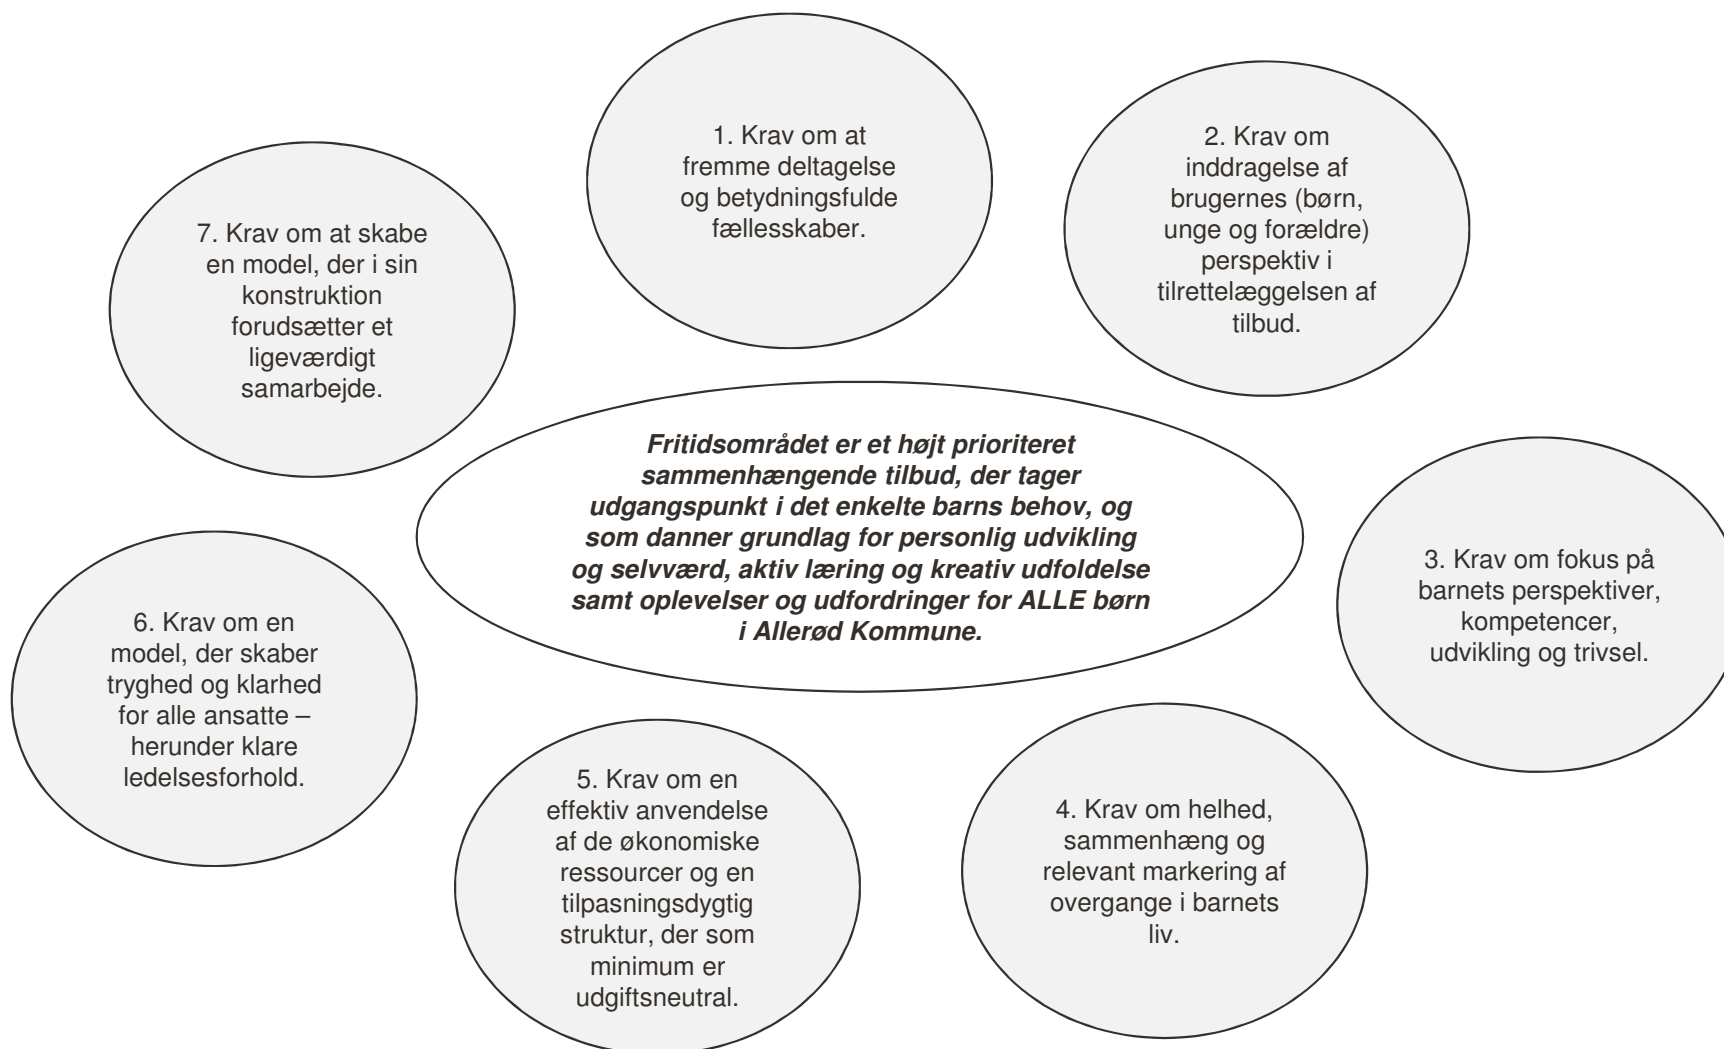 1. Krav om at
fremme deltagelse
og betydningsfulde
fællesskaber.
2. Krav om
inddragelse af
brugernes (børn,
unge og forældre)
perspektiv i
tilrettelæggelsen af
tilbud.
7. Krav om at skabe
en model, der i sin
konstruktion
forudsætter et
ligeværdigt
samarbejde.
Fritidsområdet er et højt prioriteret
sammenhængende tilbud, der tager
udgangspunkt i det enkelte barns behov, og
som danner grundlag for personlig udvikling
og selvværd, aktiv læring og kreativ udfoldelse
samt oplevelser og udfordringer for ALLE børn
i Allerød Kommune.
3. Krav om fokus på
barnets perspektiver,
kompetencer,
udvikling og trivsel.
6. Krav om en
model, der skaber
tryghed og klarhed
for alle ansatte –
herunder klare
ledelsesforhold.
5. Krav om en
effektiv anvendelse
af de økonomiske
ressourcer og en
tilpasningsdygtig
struktur, der som
minimum er
udgiftsneutral.
4. Krav om helhed,
sammenhæng og
relevant markering af
overgange i barnets
liv.